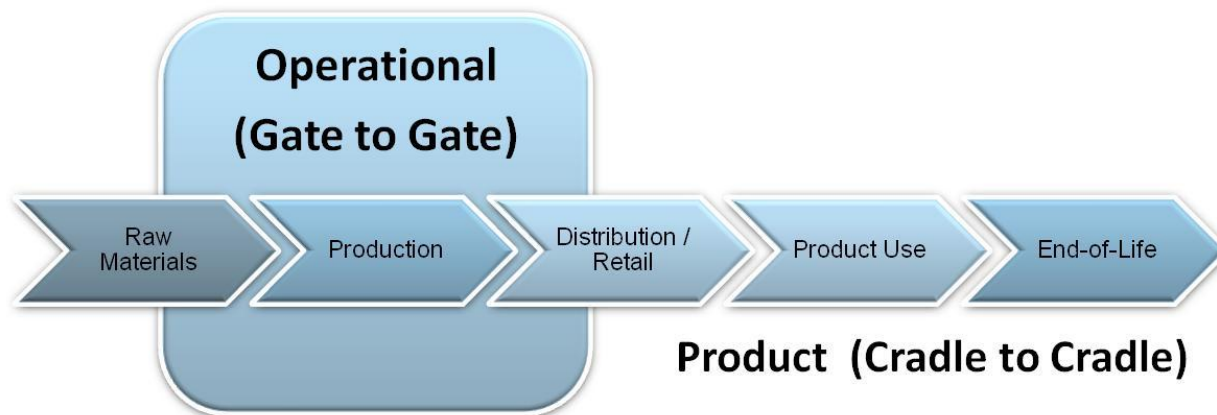 Operational
(Gate to Gate)
Raw
Materials
Production
Distribution /
Retail
Product Use
End-of-Life
Product (Cradle to Cradle)